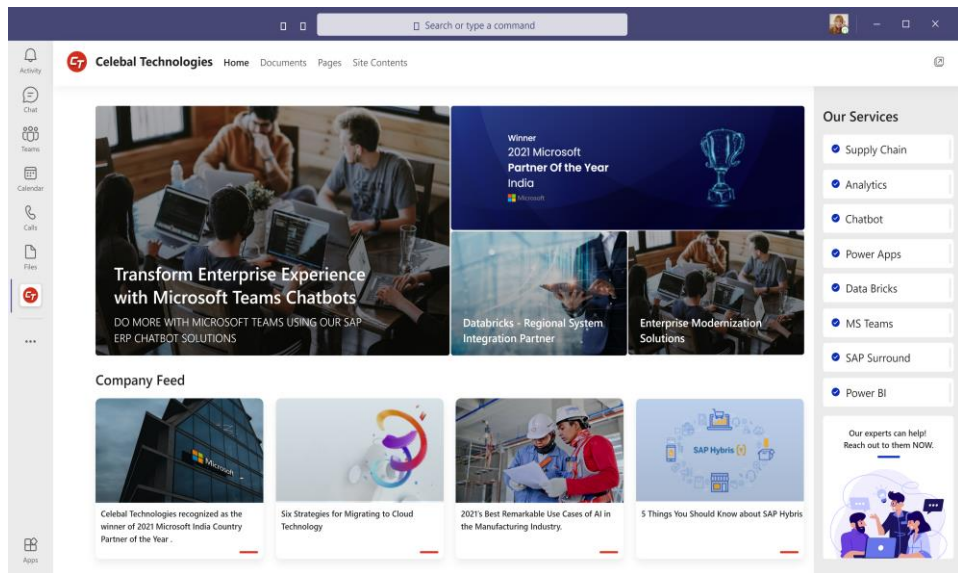 Search or type a command
Activity
Chat
Teams
Calendar
Calls
Files
Apps
CT
Celebal Technologies Home Documents Pages Site Contents
Transform Enterprise Experience
with Microsoft Teams Chatbots
DO MORE WITH MICROSOFT TEAMS USING OUR SAP
ERP CHATBOT SOLUTIONS
Winner
2021 Microsoft
Partner Of the Year
India
Microsoft
Databricks - Regional System
Integration Partner
Enterprise Modernization
Solutions
Company Feed
Microsoft
Celebal Technologies recognized as the
winner of 2021 Microsoft India Country
Partner of the Year .
Six Strategies for Migrating to Cloud
Technology
2021's Best Remarkable Use Cases of AI in
the Manufacturing Industry.
SAP Hybris (y)
5 Things You Should Know about SAP Hybris
Our Services
Supply Chain
Analytics
Chatbot
Power Apps
Data Bricks
MS Teams
SAP Surround
Power BI
Our experts can help!
Reach out to them NOW.